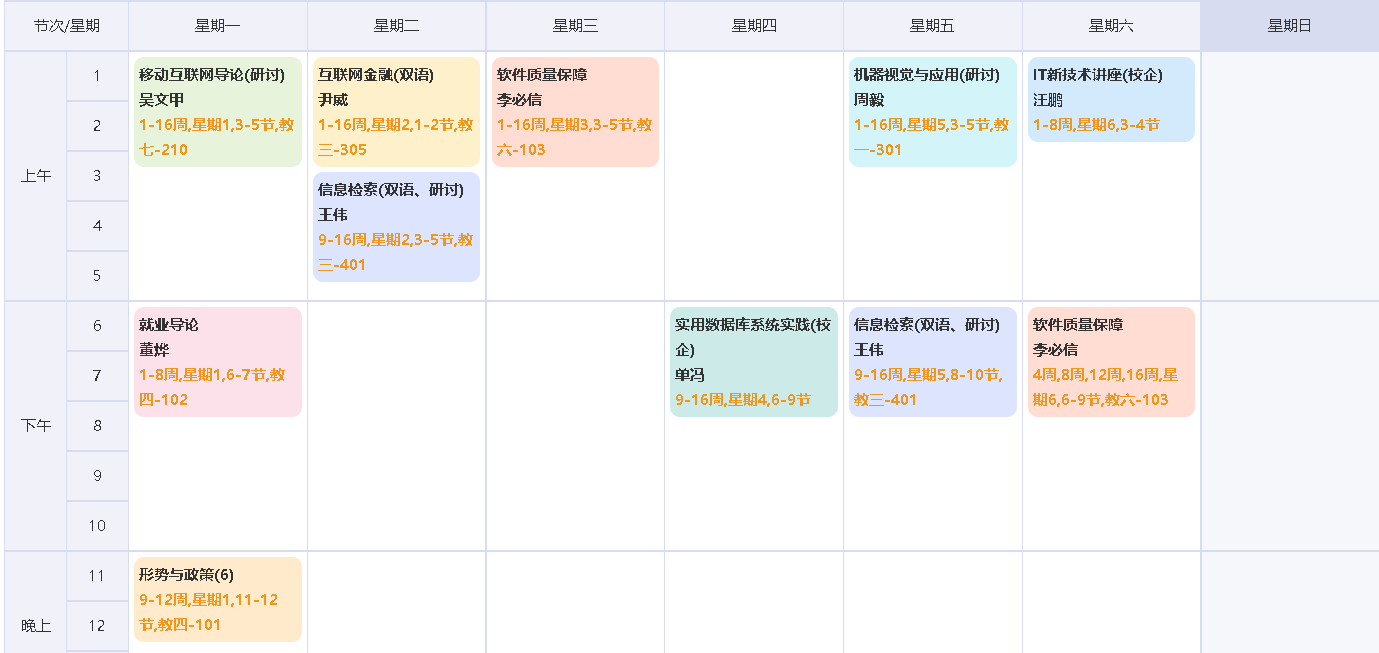 节次/星期
星期一
星期二
星期三
星期四
星期五
星期六
星期日
上午
1
2
3
4
5
移动互联网导论(研讨)
吴文甲
1-16周,星期1,3-5节,教
七-210
互联网金融(双语)
尹威
1-16周,星期2,1-2节,教
三-305
信息检索(双语、研讨)
王伟
9-16周,星期2,3-5节,教
三-401
软件质量保障
李必信
1-16周,星期3,3-5节,教
六-103
机器视觉与应用(研讨)
周毅
1-16周,星期5,3-5节,教
一-301
IT新技术讲座(校企)
汪鹏
1-8周,星期6,3-4节
下午
6
7
8
9
10
就业导论
董烨
1-8周,星期1,6-7节,教
四-102
实用数据库系统实践(校
企)
单冯
9-16周,星期4,6-9节
信息检索(双语、研讨)
王伟
9-16周,星期5,8-10节,
教三-401
软件质量保障
李必信
4周,8周,12周,16周,星
期6,6-9节,教六-103
晚上
11
12
形势与政策(6)
9-12周,星期1,11-12
节,教四-101